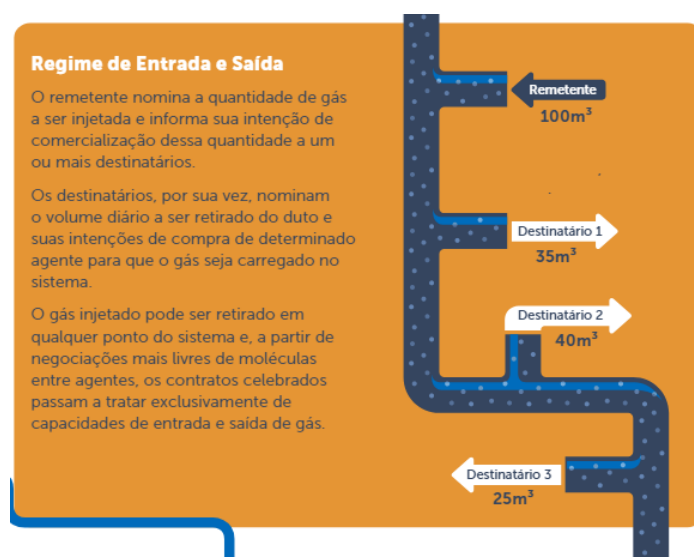 Regime de Entrada e Saída
O remetente nomina a quantidade de gás
a ser injetada e informa sua intenção de
comercialização dessa quantidade a um
ou mais destinatários.
Os destinatários, por sua vez, nominam
o volume diário a ser retirado do duto e
suas intenções de compra de determinado
agente para que o gás seja carregado no
sistema.
O gás injetado pode ser retirado em
qualquer ponto do sistema e, a partir de
negociações mais livres de moléculas
entre agentes, os contratos celebrados
passam a tratar exclusivamente de
capacidades de entrada e saída de gás.
Remetente
100m³
Destinatário 1
35m³
Destinatário 2
40m³
Destinatário 3
25m³